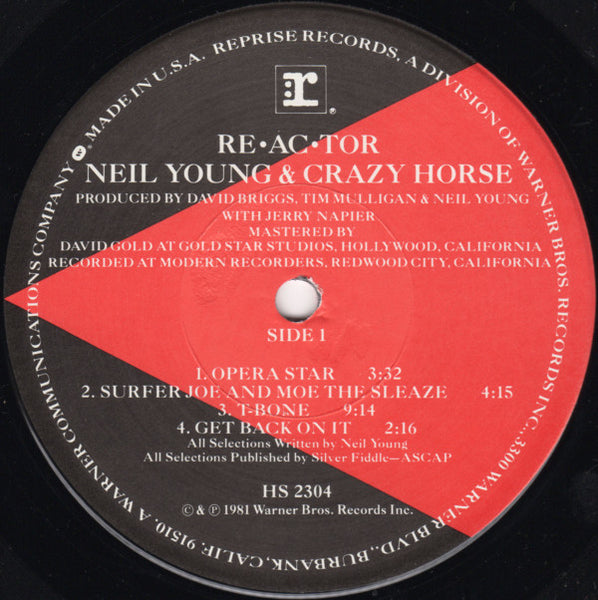 MADE IN U.S.A. REPRISE RECORDS, A DIVISION OF WARNER BROS. RECORDS INC., 3300 WARNER BLVD., BURBANK, CALIF. 91510. A WARNER COMMUNICATIONS COMPANY
r
®
RE•AC•TOR
NEIL YOUNG & CRAZY HORSE
PRODUCED BY DAVID BRIGGS, TIM MULLIGAN & NEIL YOUNG
WITH JERRY NAPIER
MASTERED BY
DAVID GOLD AT GOLD STAR STUDIOS, HOLLYWOOD, CALIFORNIA
RECORDED AT MODERN RECORDERS, REDWOOD CITY, CALIFORNIA
SIDE 1
1. OPERA STAR 3:32
2. SURFER JOE AND MOE THE SLEAZE 4:15
3. T-BONE 9:14
4. GET BACK ON IT 2:16
All Selections Written by Neil Young
All Selections Published by Silver Fiddle—ASCAP
HS 2304
© & ℗ 1981 Warner Bros. Records Inc.